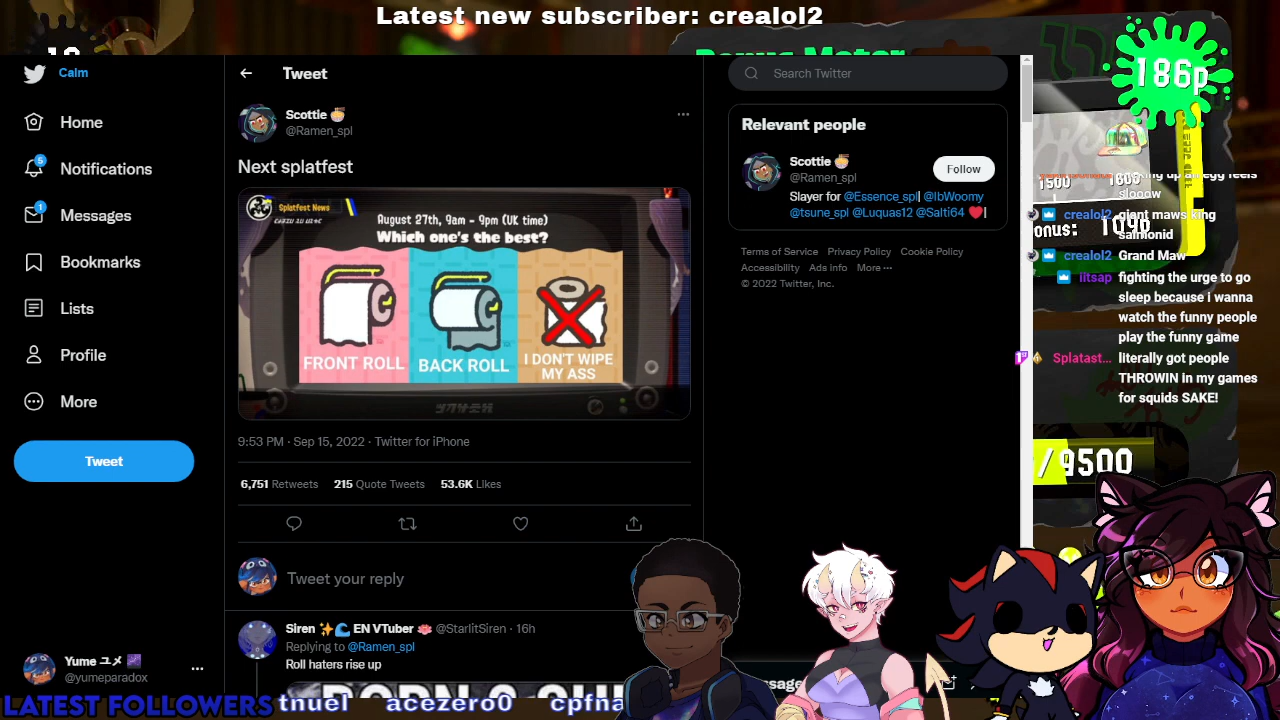 Latest new subscriber: crealol2
186p
Calm
Tweet
Search Twitter
Home
Notifications
5
Messages
1
Bookmarks
Lists
Profile
More
Tweet
Scottie
@Ramen_spl
Next splatfest
Splatfest News
August 27th, 9am - 9pm (UK time)
Which one's the best?
FRONT ROLL
BACK ROLL
I DON'T WIPE
MY ASS
9:53 PM · Sep 15, 2022 · Twitter for iPhone
6,751 Retweets 215 Quote Tweets 53.6K Likes
Tweet your reply
Siren ✨🌊 EN VTuber @StarlitSiren · 16h
Replying to @Ramen_spl
Roll haters rise up
Relevant people
Scottie
@Ramen_spl
Follow
Slayer for @Essence_spl| @IbWoomy
@tsune_spl @Luquas12 @Salti64 ❤️|
Terms of Service Privacy Policy Cookie Policy
Accessibility Ads info More ···
© 2022 Twitter, Inc.
1500
1600
slooow
crealol2 giant maws king
salmonid
crealol2 Grand Maw
iitsap fighting the urge to go
sleep because i wanna
watch the funny people
play the funny game
Splatast... literally got people
THROWIN in my games
for squids SAKE!
/9500
Yume ユメ
@yumeparadox
LATEST FOLLOWERS tnuel acezero0 cpfna